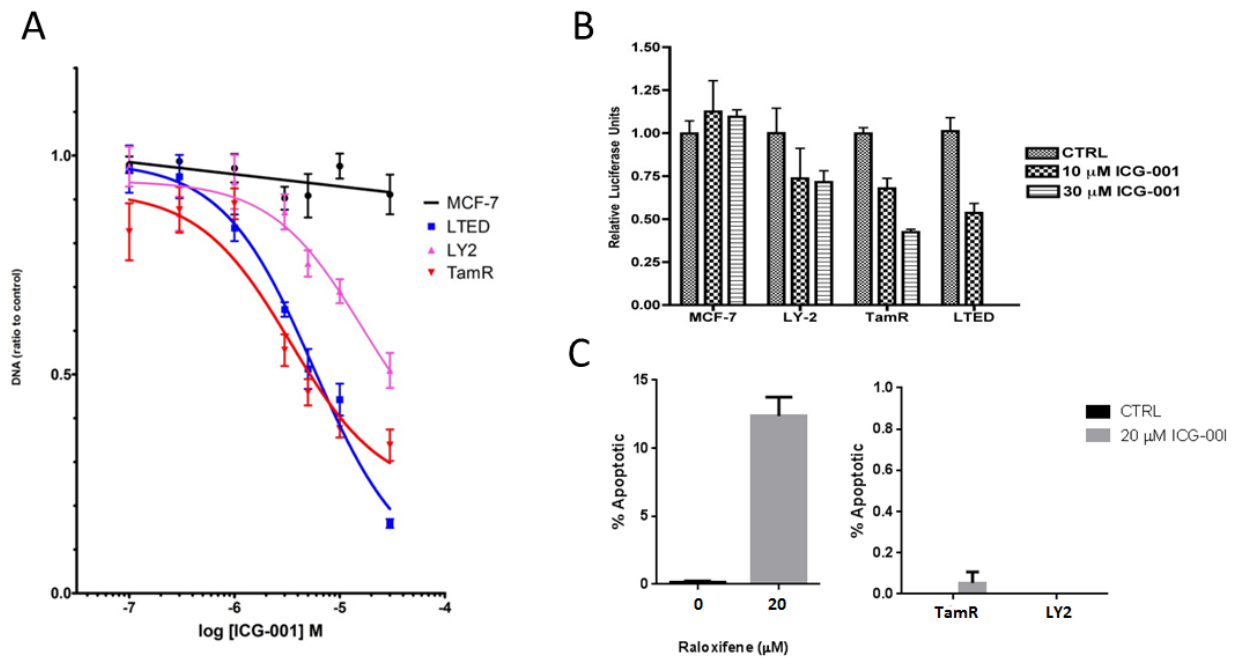 A
1.0
0.5
0.0
DNA (ratio to control)
-7
-6
-5
-4
log [ICG-001] M
MCF-7
LTED
LY2
TamR
B
1.50
1.25
1.00
0.75
0.50
0.25
0.00
Relative Luciferase Units
MCF-7
LY-2
TamR
LTED
CTRL
10 μM ICG-001
30 μM ICG-001
C
15
10
5
0
% Apoptotic
0
20
Raloxifene (μM)
1.0
0.8
0.6
0.4
0.2
0.0
% Apoptotic
TamR
LY2
CTRL
20 μM ICG-00I